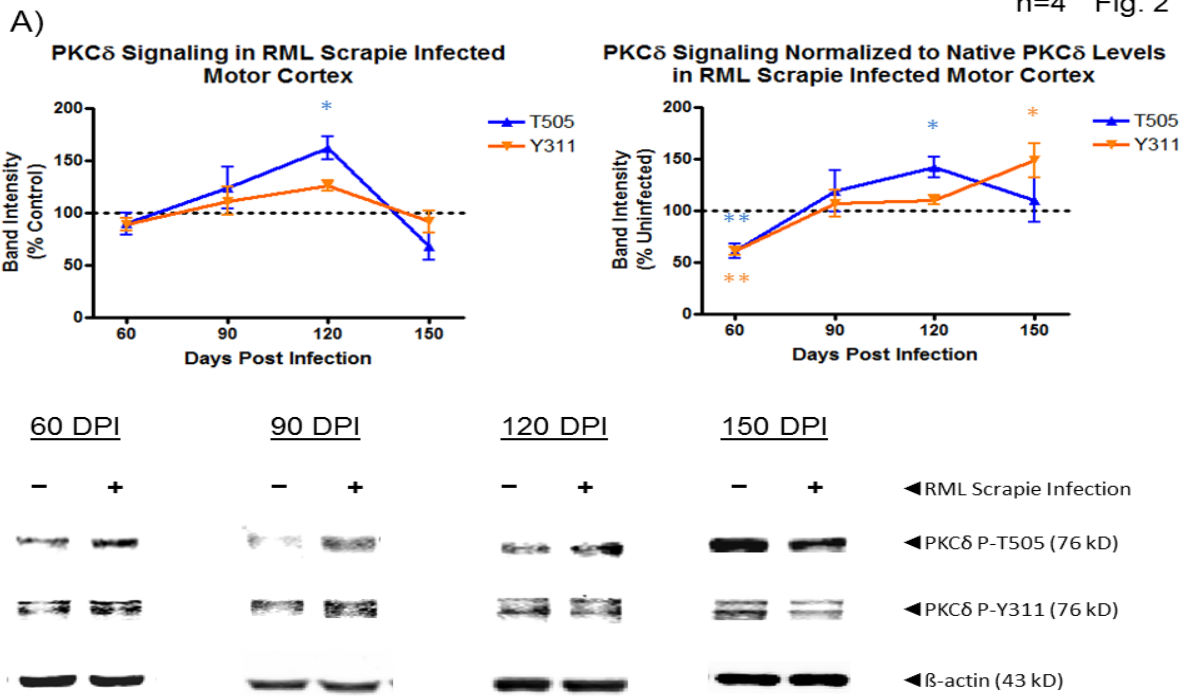 n=4 Fig. 2
A)
PKCδ Signaling in RML Scrapie Infected
Motor Cortex
200
150
100
50
0
Band Intensity
(% Control)
*
T505
Y311
60 90 120 150
Days Post Infection
PKCδ Signaling Normalized to Native PKCδ Levels
in RML Scrapie Infected Motor Cortex
200
150
100
50
0
Band Intensity
(% Uninfected)
**
**
*
*
T505
Y311
60 90 120 150
Days Post Infection
60 DPI 90 DPI 120 DPI 150 DPI
− + − + − + − + ◄RML Scrapie Infection
◄PKCδ P-T505 (76 kD)
◄PKCδ P-Y311 (76 kD)
◄ß-actin (43 kD)